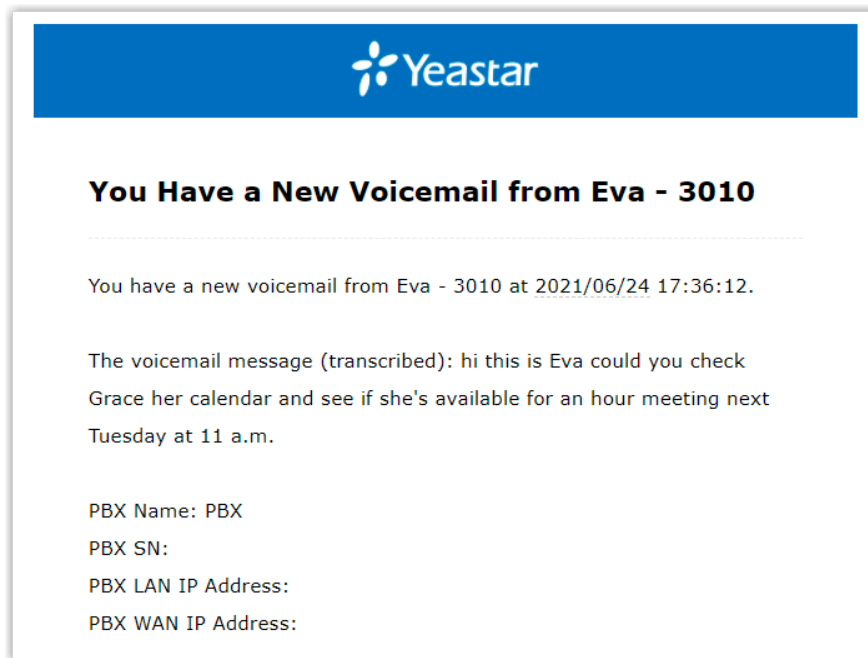 Yeastar
You Have a New Voicemail from Eva - 3010
You have a new voicemail from Eva - 3010 at 2021/06/24 17:36:12.
The voicemail message (transcribed): hi this is Eva could you check
Grace her calendar and see if she's available for an hour meeting next
Tuesday at 11 a.m.
PBX Name: PBX
PBX SN:
PBX LAN IP Address:
PBX WAN IP Address: